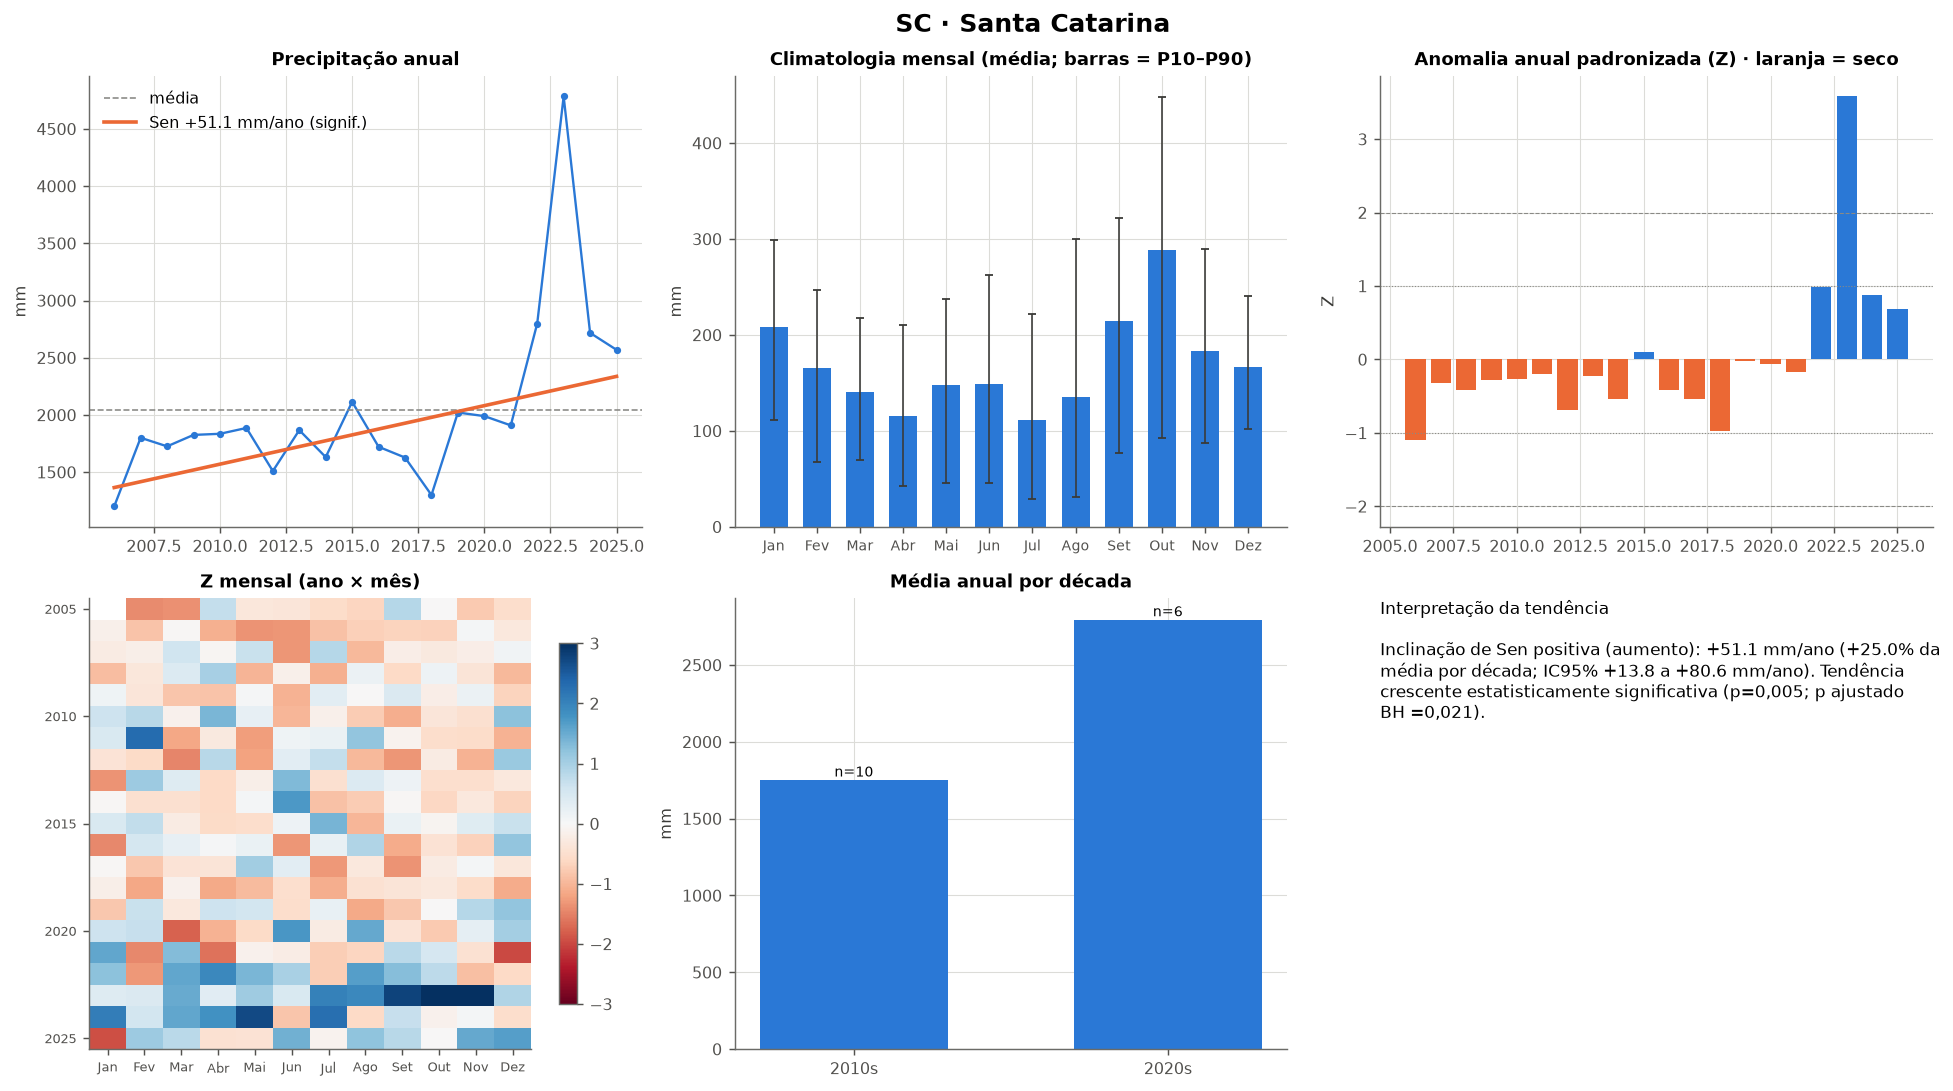 SC · Santa Catarina
Precipitação anual
mm
4500
4000
3500
3000
2500
2000
1500
média
Sen +51.1 mm/ano (signif.)
2007.5 2010.0 2012.5 2015.0 2017.5 2020.0 2022.5 2025.0
Climatologia mensal (média; barras = P10–P90)
mm
400
300
200
100
0
Jan Fev Mar Abr Mai Jun Jul Ago Set Out Nov Dez
Anomalia anual padronizada (Z) · laranja = seco
Z
3
2
1
0
−1
−2
2005.0 2007.5 2010.0 2012.5 2015.0 2017.5 2020.0 2022.5 2025.0
Z mensal (ano × mês)
2005
2010
2015
2020
2025
Jan Fev Mar Abr Mai Jun Jul Ago Set Out Nov Dez
3
2
1
0
−1
−2
−3
Média anual por década
mm
2500
2000
1500
1000
500
0
n=10
n=6
2010s 2020s
Interpretação da tendência
Inclinação de Sen positiva (aumento): +51.1 mm/ano (+25.0% da
média por década; IC95% +13.8 a +80.6 mm/ano). Tendência
crescente estatisticamente significativa (p=0,005; p ajustado
BH =0,021).